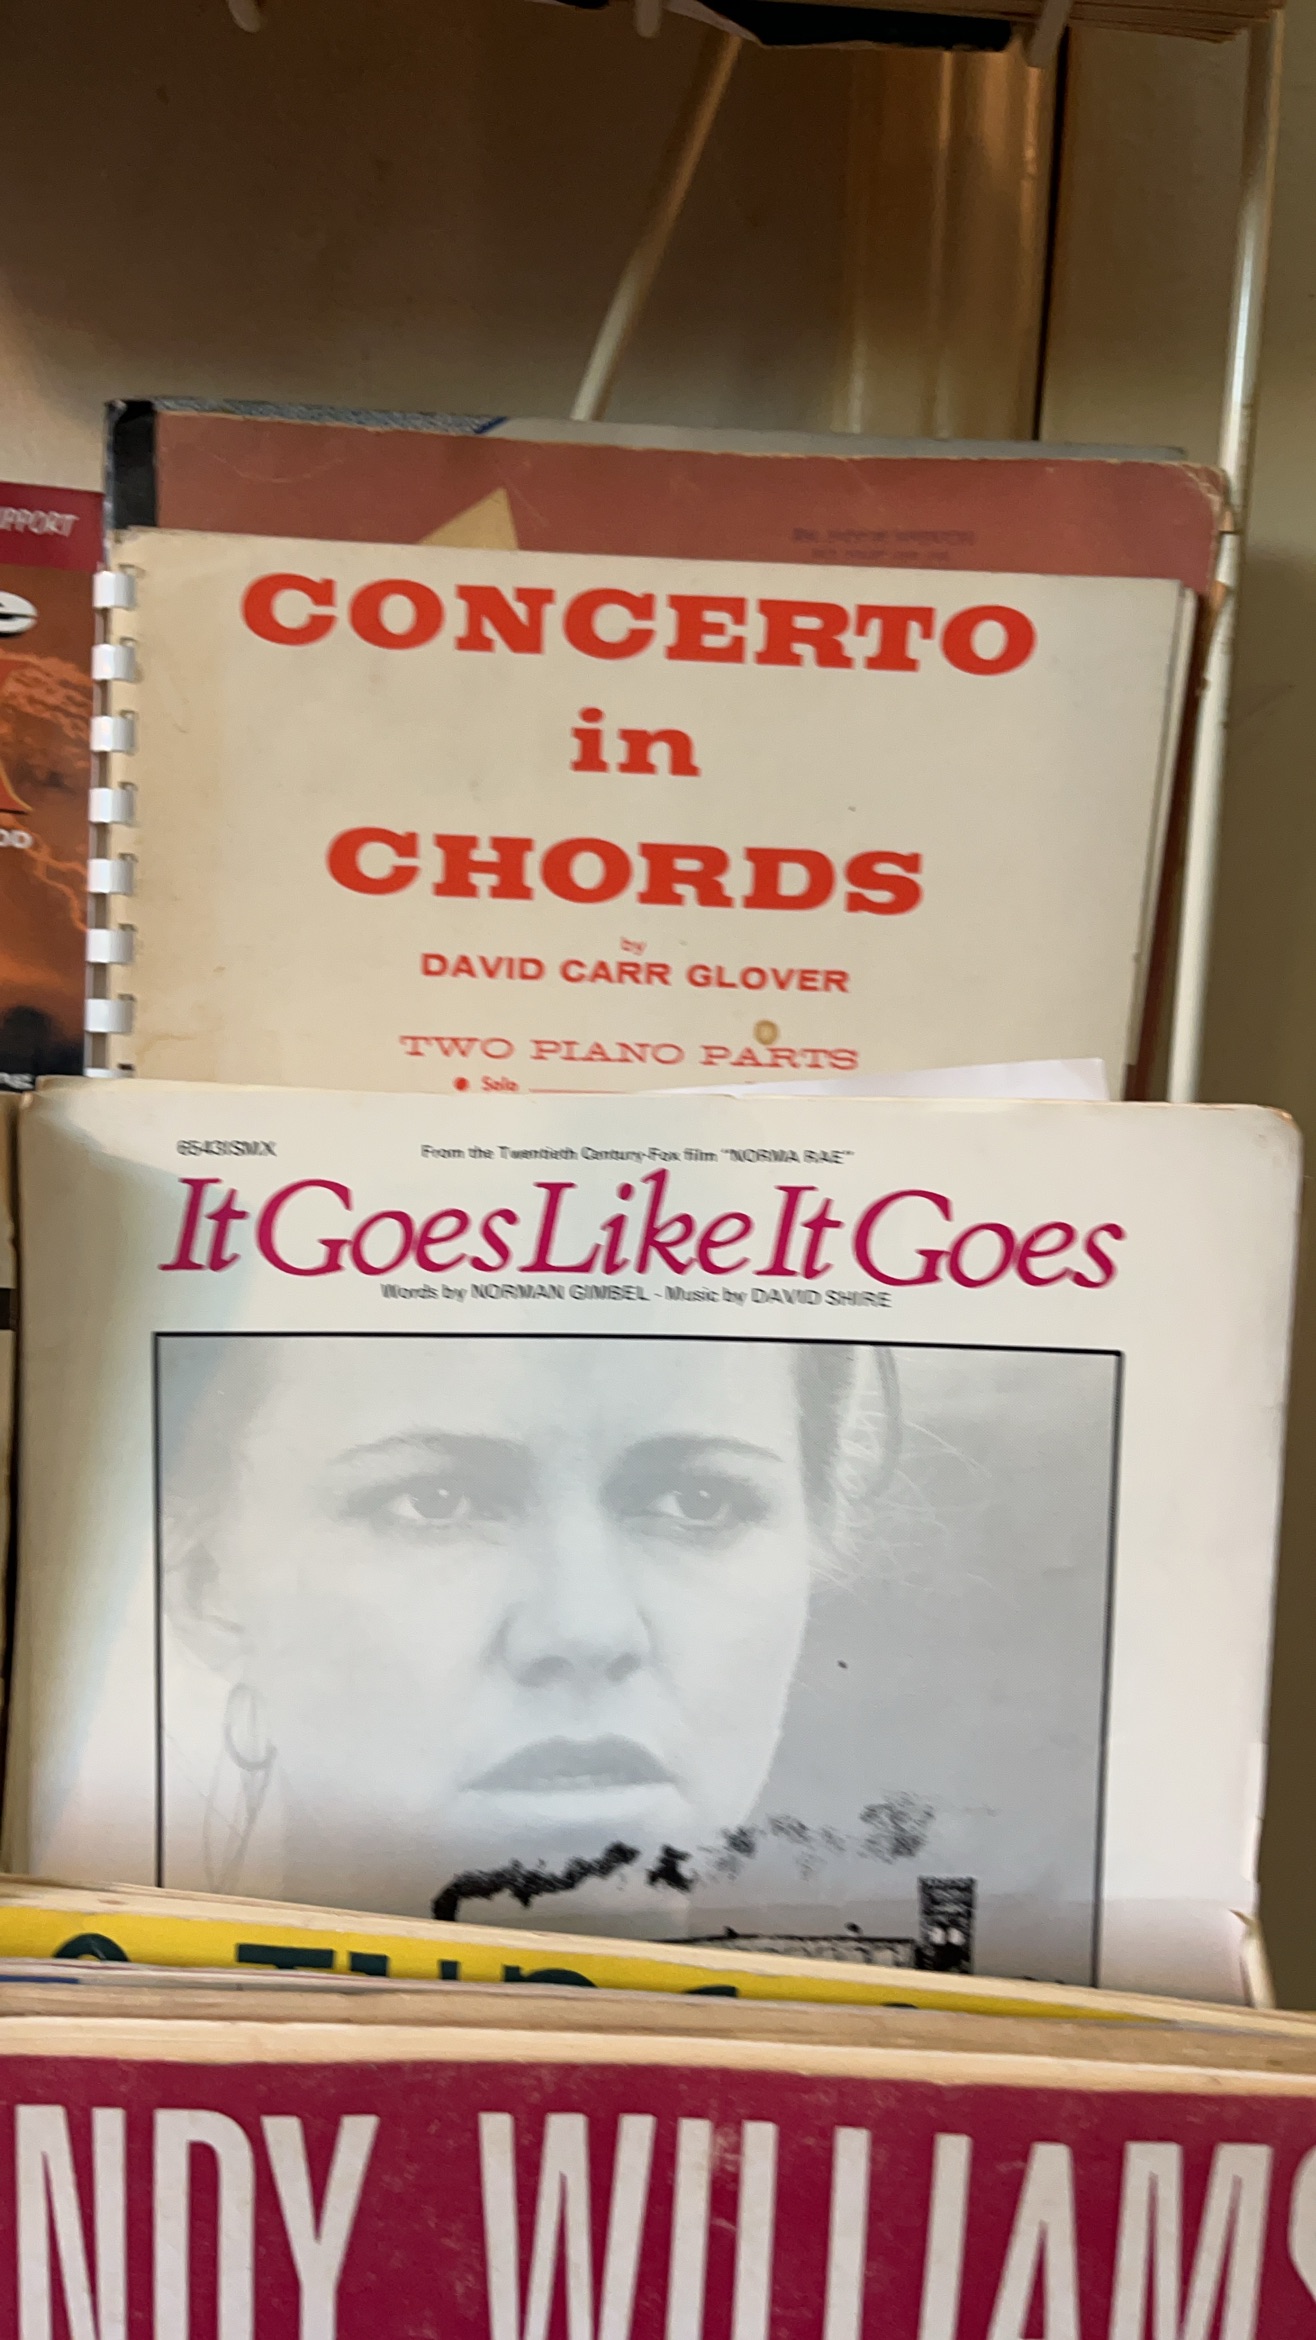 PPORT
CONCERTO
in
CHORDS
by
DAVID CARR GLOVER
TWO PIANO PARTS
Solo
65431SMX
From the Twentieth Century-Fox film "NORMA RAE"
It Goes Like It Goes
Words by NORMAN GIMBEL - Music by DAVID SHIRE
NDY WILLIAMS